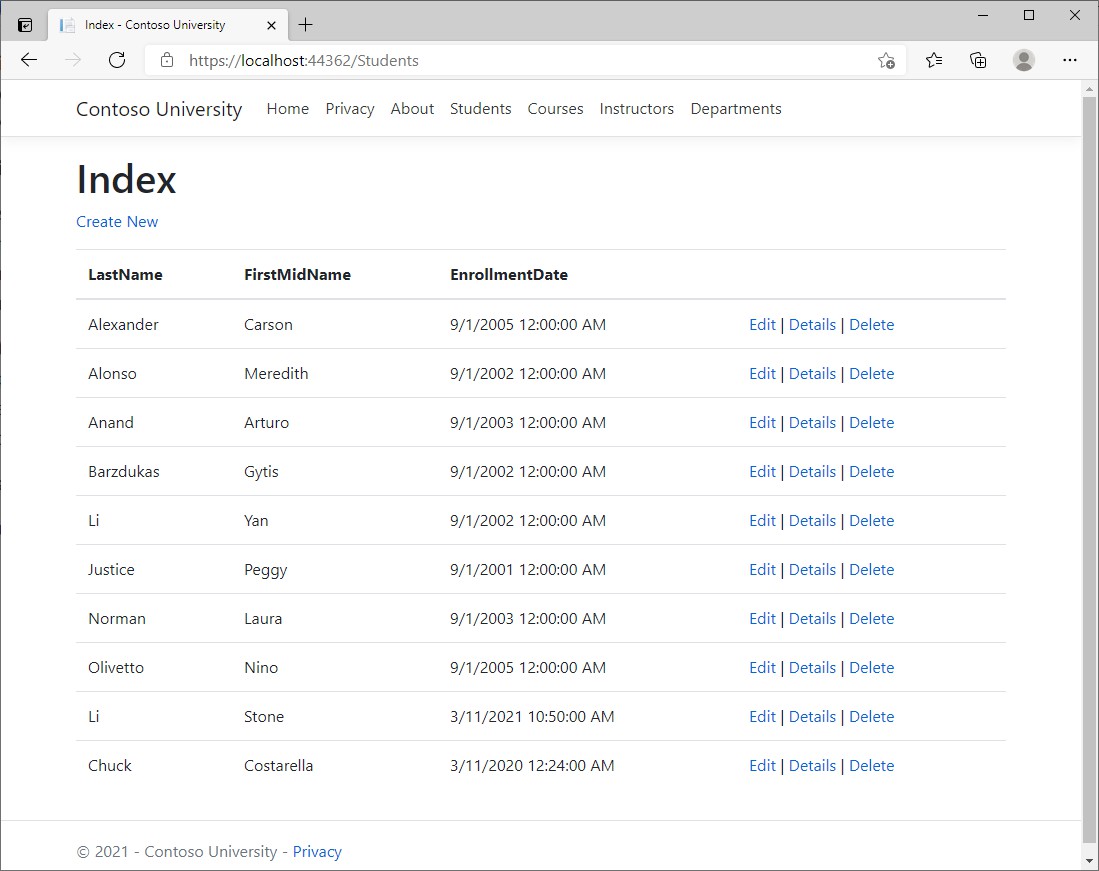 Index - Contoso University
https://localhost:44362/Students
Contoso University Home Privacy About Students Courses Instructors Departments
Index
Create New
LastName FirstMidName EnrollmentDate
Alexander Carson 9/1/2005 12:00:00 AM Edit | Details | Delete
Alonso Meredith 9/1/2002 12:00:00 AM Edit | Details | Delete
Anand Arturo 9/1/2003 12:00:00 AM Edit | Details | Delete
Barzdukas Gytis 9/1/2002 12:00:00 AM Edit | Details | Delete
Li Yan 9/1/2002 12:00:00 AM Edit | Details | Delete
Justice Peggy 9/1/2001 12:00:00 AM Edit | Details | Delete
Norman Laura 9/1/2003 12:00:00 AM Edit | Details | Delete
Olivetto Nino 9/1/2005 12:00:00 AM Edit | Details | Delete
Li Stone 3/11/2021 10:50:00 AM Edit | Details | Delete
Chuck Costarella 3/11/2020 12:24:00 AM Edit | Details | Delete
© 2021 - Contoso University - Privacy